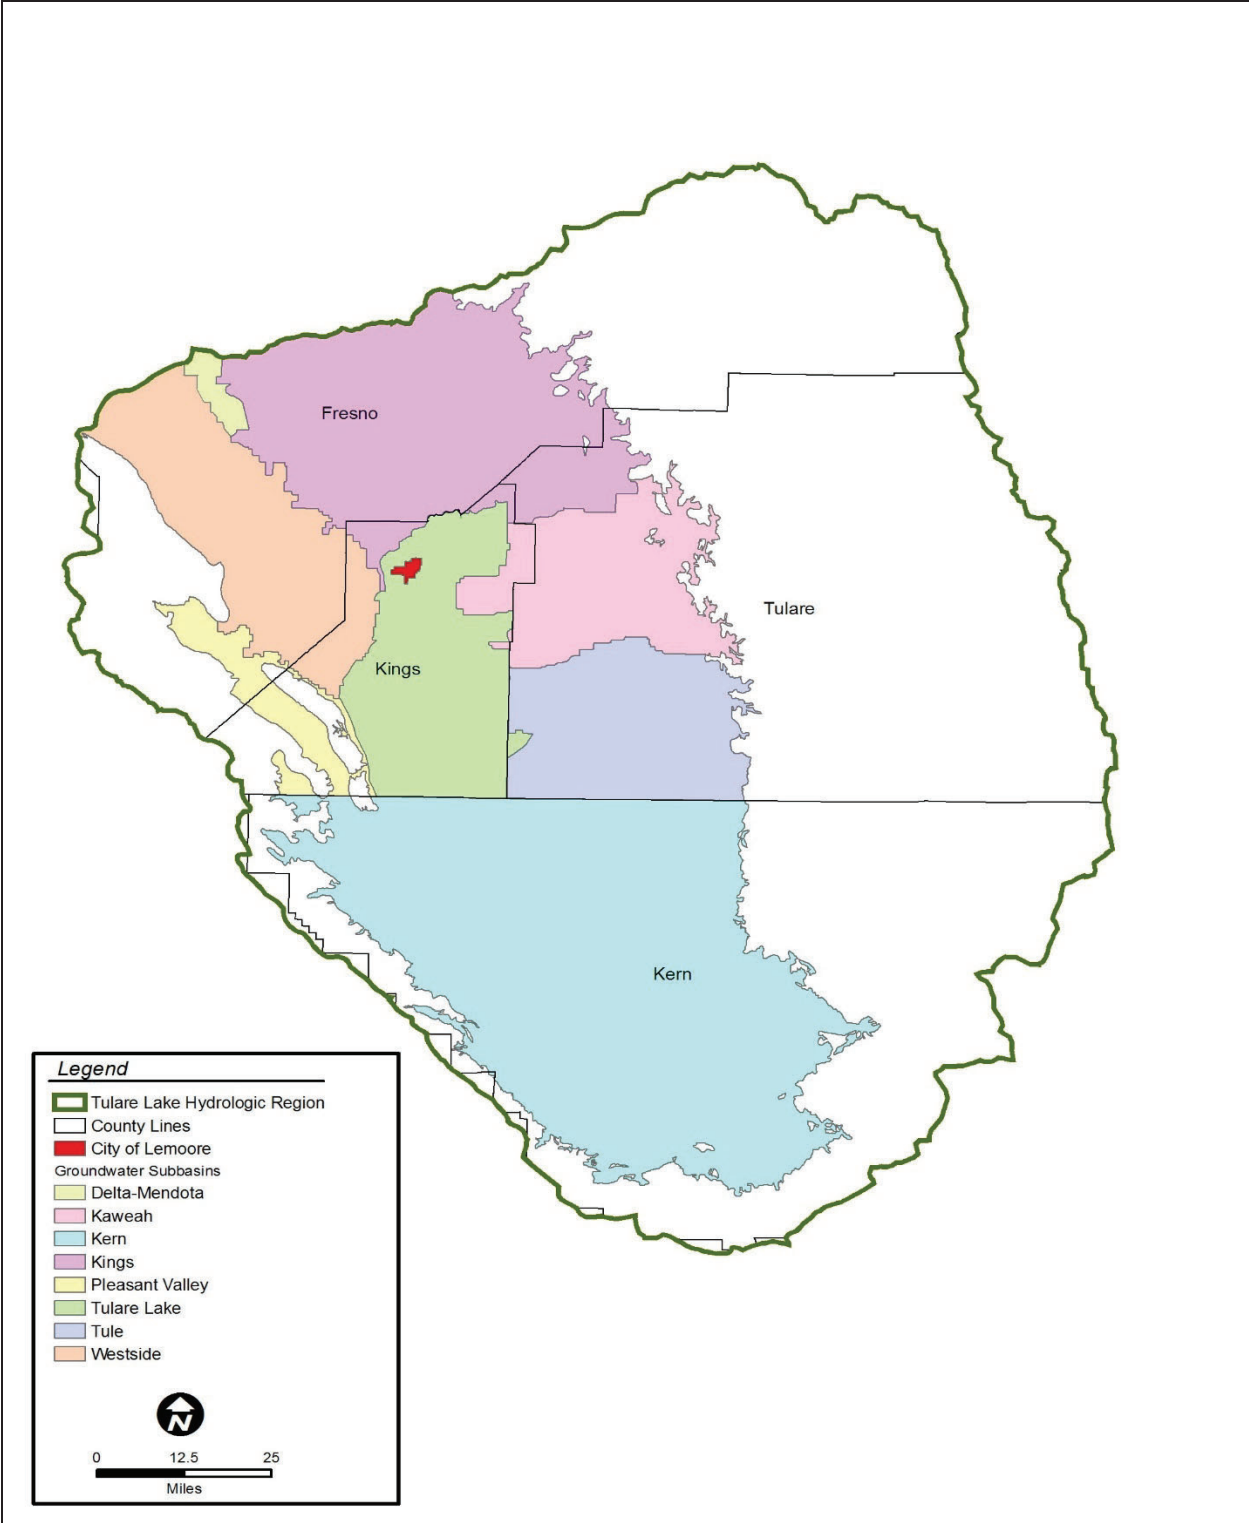 Fresno
Tulare
Kings
Kern
Legend
Tulare Lake Hydrologic Region
County Lines
City of Lemoore
Groundwater Subbasins
Delta-Mendota
Kaweah
Kern
Kings
Pleasant Valley
Tulare Lake
Tule
Westside
N
0 12.5 25
Miles